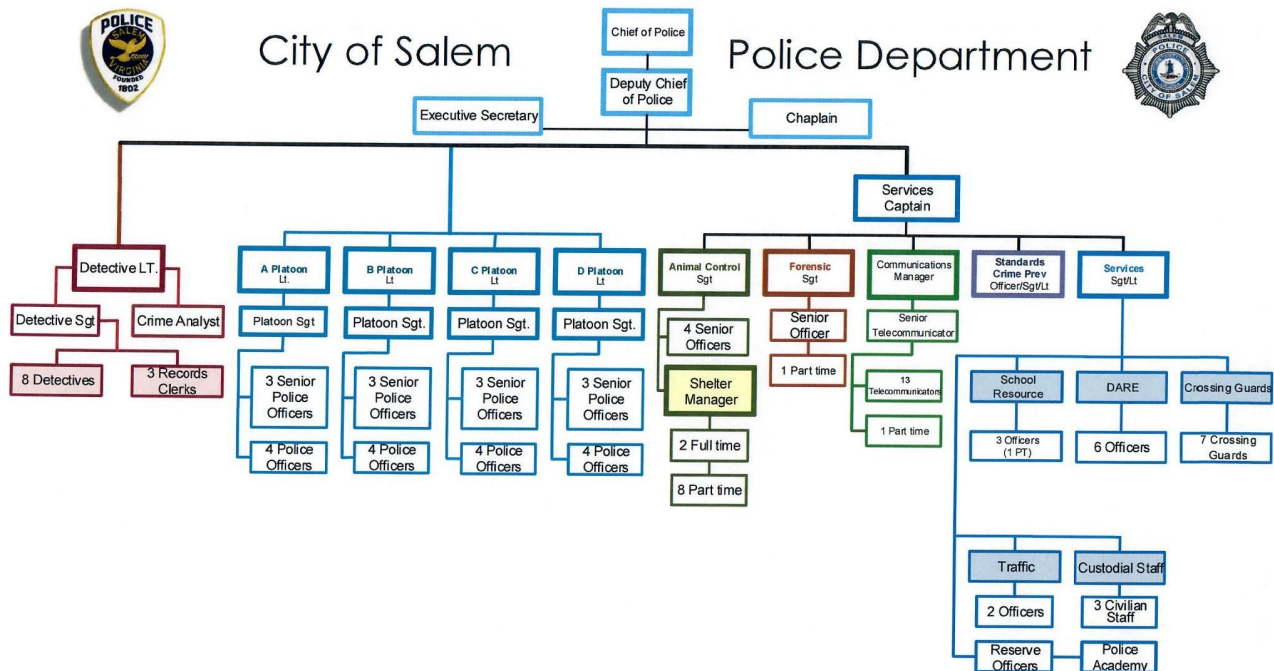 POLICE
SALEM
VIRGINIA
FOUNDED
1802
City of Salem
Police Department
POLICE
CITY OF SALEM
Chief of Police
Deputy Chief
of Police
Executive Secretary
Chaplain
Services
Captain
Detective LT.
Detective Sgt
Crime Analyst
8 Detectives
3 Records
Clerks
A Platoon
Lt.
Platoon Sgt
3 Senior
Police
Officers
4 Police
Officers
B Platoon
Lt
Platoon Sgt.
3 Senior
Police
Officers
4 Police
Officers
C Platoon
Lt
Platoon Sgt.
3 Senior
Police
Officers
4 Police
Officers
D Platoon
Lt
Platoon Sgt.
3 Senior
Police
Officers
4 Police
Officers
Animal Control
Sgt
4 Senior
Officers
Shelter
Manager
2 Full time
8 Part time
Forensic
Sgt
Senior
Officer
1 Part time
Communications
Manager
Senior
Telecommunicator
13
Telecommunicators
1 Part time
Standards
Crime Prev
Officer/Sgt/Lt
Services
Sgt/Lt
School
Resource
3 Officers
(1 PT)
DARE
6 Officers
Crossing Guards
7 Crossing
Guards
Traffic
2 Officers
Reserve
Officers
Custodial Staff
3 Civilian
Staff
Police
Academy